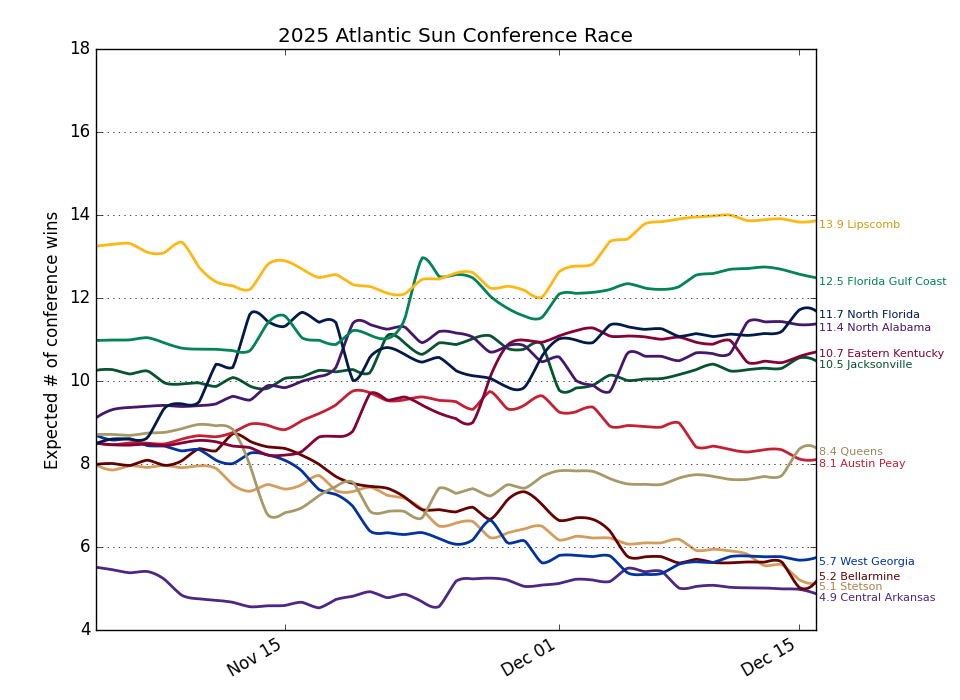 2025 Atlantic Sun Conference Race
Expected # of conference wins
18
16
14
12
10
8
6
4
Nov 15
Dec 01
Dec 15
13.9 Lipscomb
12.5 Florida Gulf Coast
11.7 North Florida
11.4 North Alabama
10.7 Eastern Kentucky
10.5 Jacksonville
8.4 Queens
8.1 Austin Peay
5.7 West Georgia
5.2 Bellarmine
5.1 Stetson
4.9 Central Arkansas